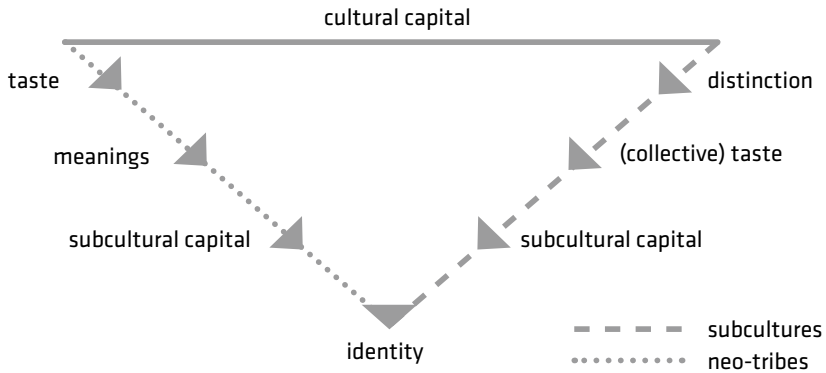 cultural capital
taste
distinction
meanings
(collective) taste
subcultural capital
subcultural capital
identity
subcultures
neo-tribes